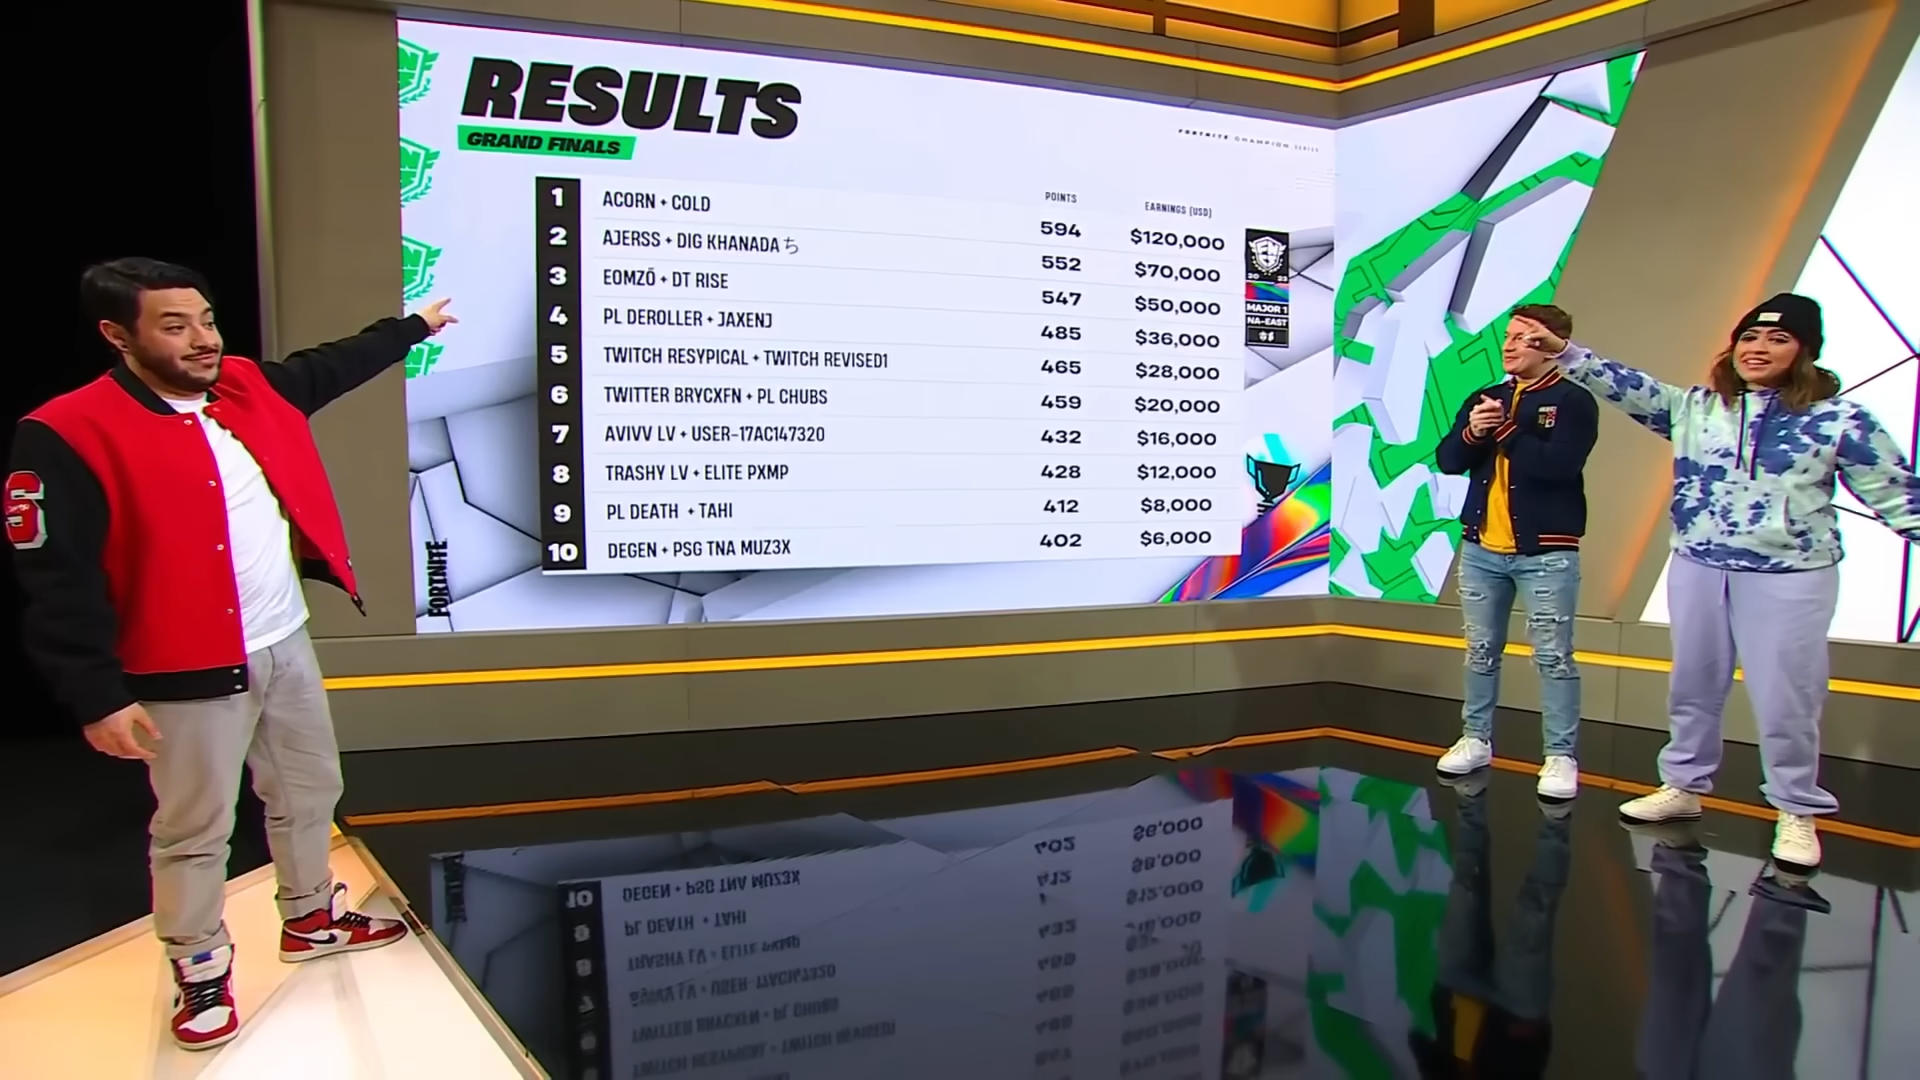 RESULTS
GRAND FINALS
FORTNITE CHAMPION SERIES
POINTS EARNINGS (USD)
1 ACORN + COLD 594 $120,000
2 AJERSS + DIG KHANADA ち 552 $70,000
3 EOMZŌ + DT RISE 547 $50,000
4 PL DEROLLER + JAXENJ 485 $36,000
5 TWITCH RESYPICAL + TWITCH REVISED1 465 $28,000
6 TWITTER BRYCXFN + PL CHUBS 459 $20,000
7 AVIVV LV + USER-17AC147320 432 $16,000
8 TRASHY LV + ELITE PXMP 428 $12,000
9 PL DEATH + TAHI 412 $8,000
10 DEGEN + PSG TNA MUZ3X 402 $6,000
20 22
MAJOR 1
NA-EAST
FORTNITE